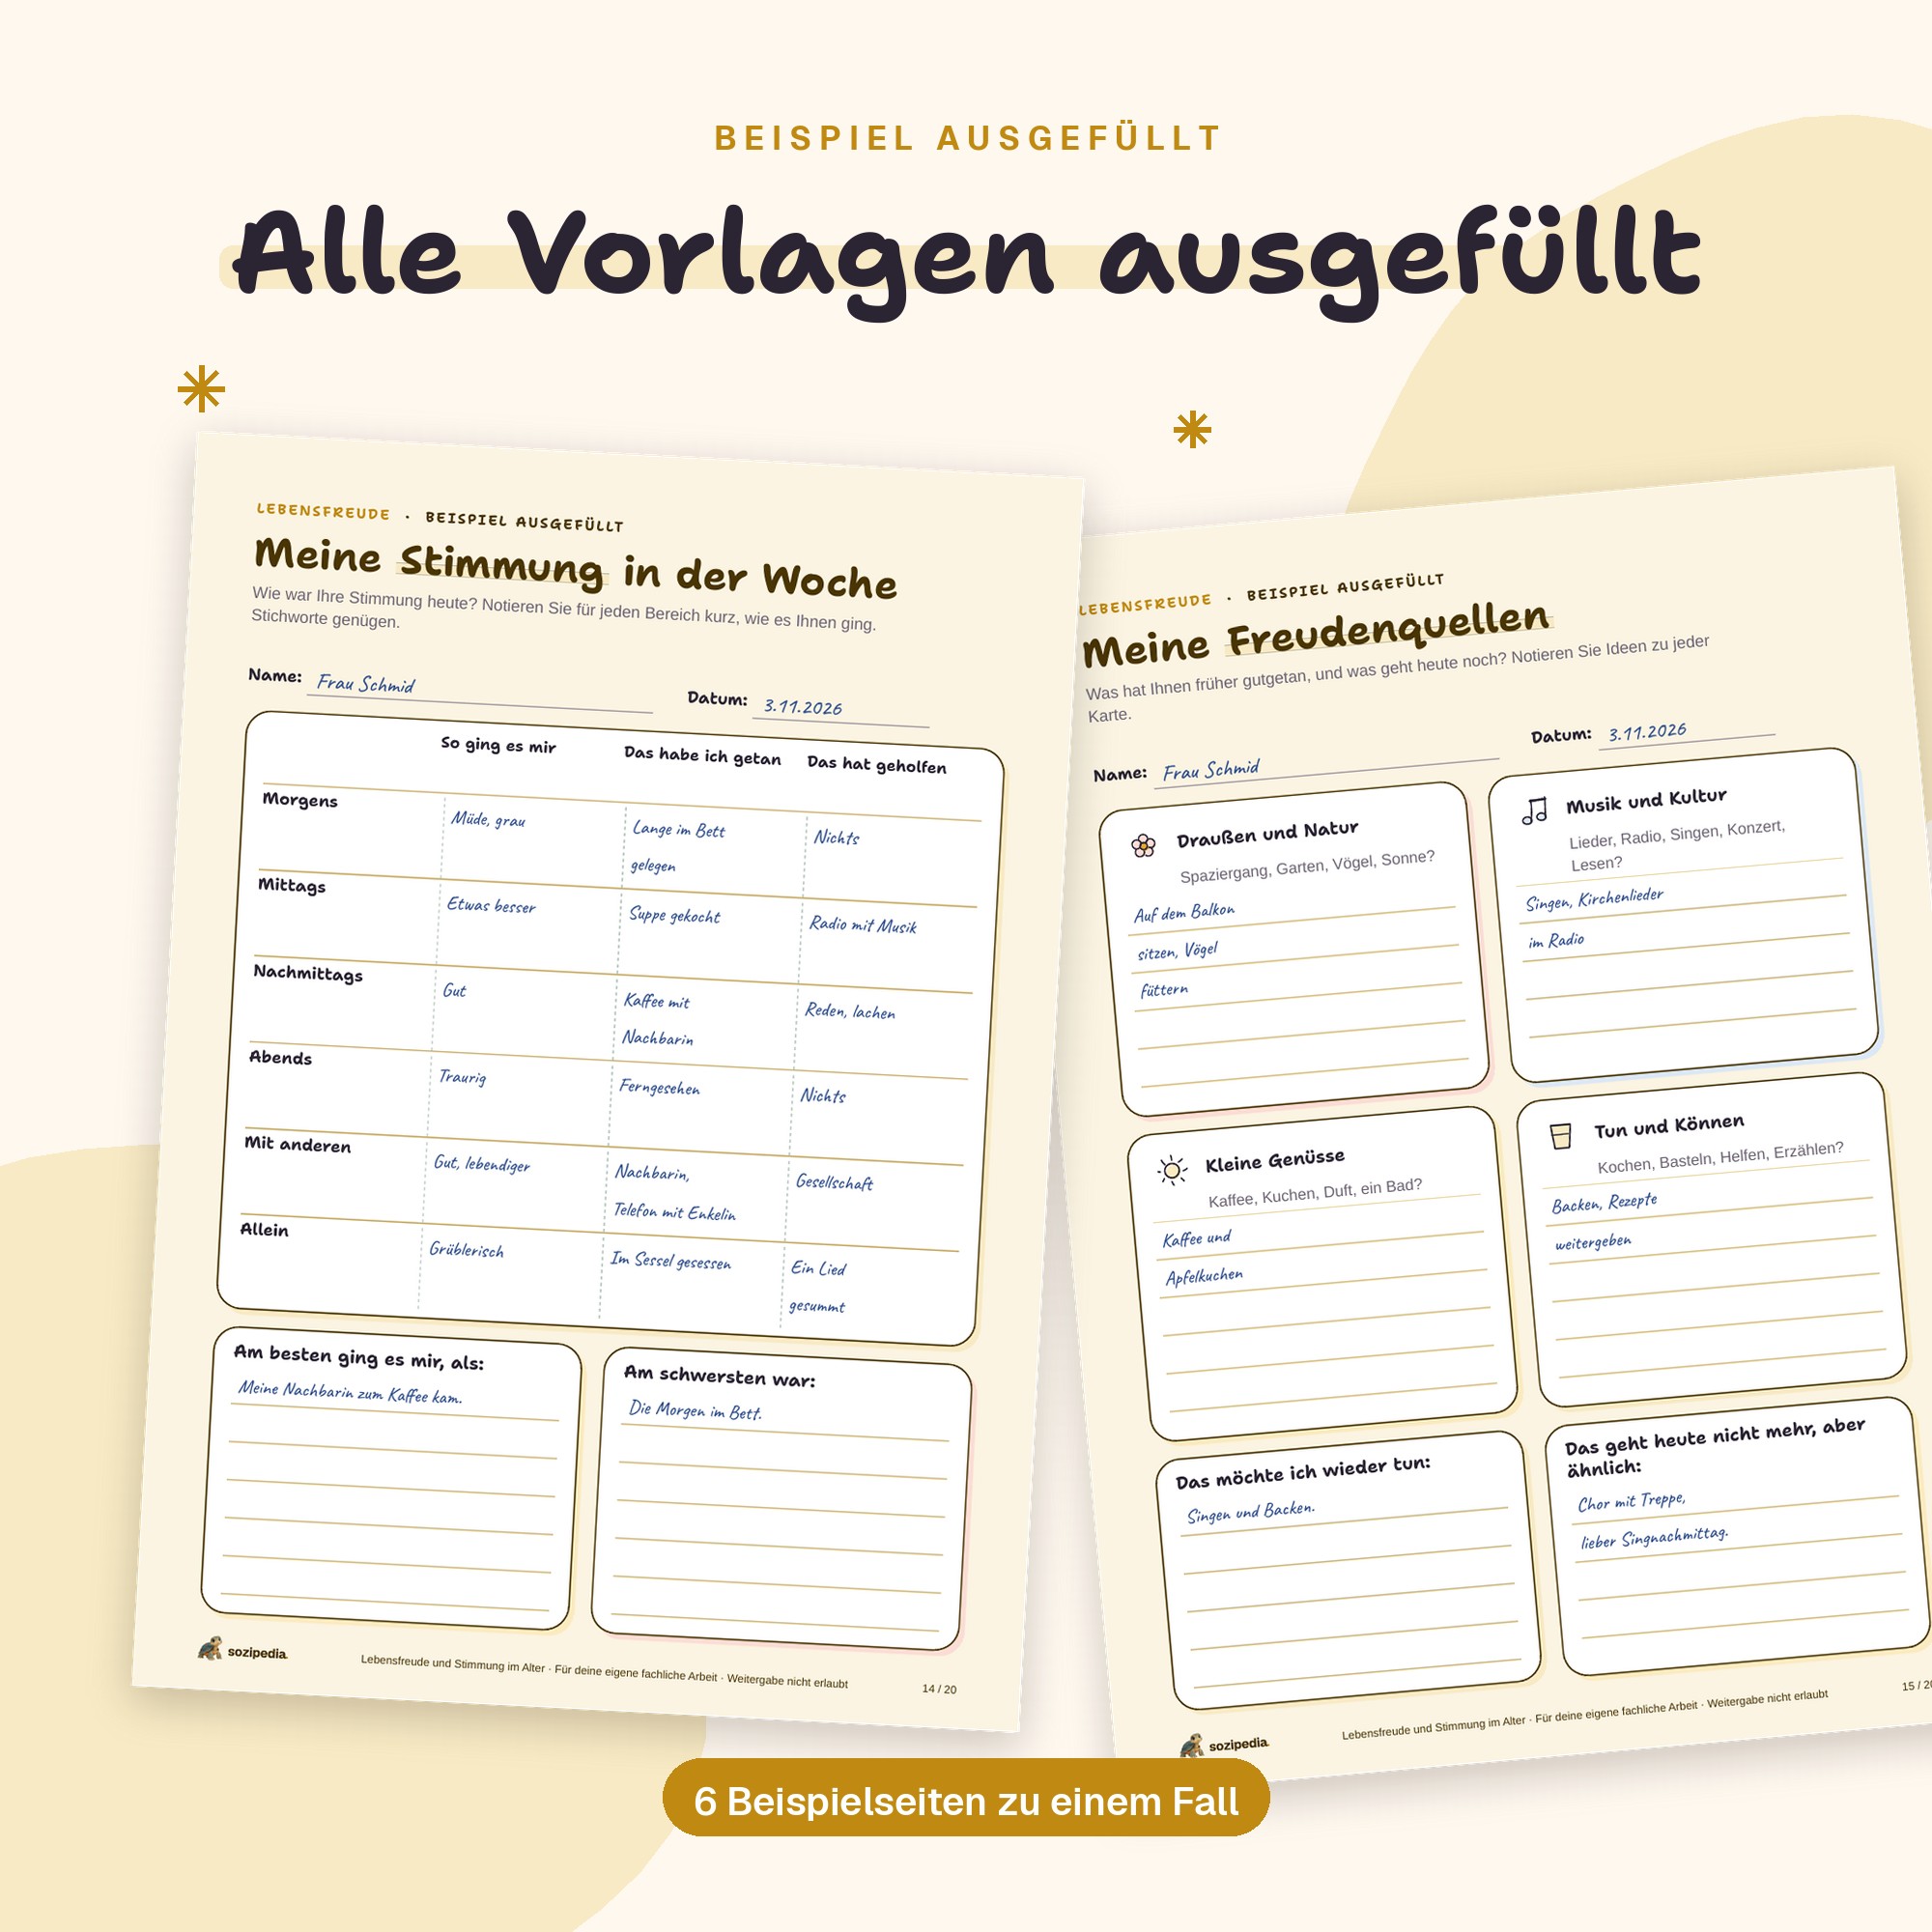 BEISPIEL AUSGEFÜLLT
Alle Vorlagen ausgefüllt
LEBENSFREUDE · BEISPIEL AUSGEFÜLLT
Meine Stimmung in der Woche
Wie war Ihre Stimmung heute? Notieren Sie für jeden Bereich kurz, wie es Ihnen ging.
Stichworte genügen.
Name: Frau Schmid Datum: 3.11.2026
So ging es mir Das habe ich getan Das hat geholfen
Morgens Müde, grau Lange im Bett Nichts
gelegen
Mittags Etwas besser Suppe gekocht Radio mit Musik
Nachmittags Gut Kaffee mit Reden, lachen
Nachbarin
Abends Traurig Ferngesehen Nichts
Mit anderen Gut, lebendiger Nachbarin, Gesellschaft
Telefon mit Enkelin
Allein Grüblerisch Im Sessel gesessen Ein Lied
gesummt
Am besten ging es mir, als:
Meine Nachbarin zum Kaffee kam.
Am schwersten war:
Die Morgen im Bett.
sozipedia. Lebensfreude und Stimmung im Alter · Für deine eigene fachliche Arbeit · Weitergabe nicht erlaubt 14 / 20
LEBENSFREUDE · BEISPIEL AUSGEFÜLLT
Meine Freudenquellen
Was hat Ihnen früher gutgetan, und was geht heute noch? Notieren Sie Ideen zu jeder
Karte.
Name: Frau Schmid Datum: 3.11.2026
Draußen und Natur
Spaziergang, Garten, Vögel, Sonne?
Auf dem Balkon
sitzen, Vögel
füttern
Musik und Kultur
Lieder, Radio, Singen, Konzert,
Lesen?
Singen, Kirchenlieder
im Radio
Kleine Genüsse
Kaffee, Kuchen, Duft, ein Bad?
Kaffee und
Apfelkuchen
Tun und Können
Kochen, Basteln, Helfen, Erzählen?
Backen, Rezepte
weitergeben
Das möchte ich wieder tun:
Singen und Backen.
Das geht heute nicht mehr, aber
ähnlich:
Chor mit Treppe,
lieber Singnachmittag.
sozipedia. Lebensfreude und Stimmung im Alter · Für deine eigene fachliche Arbeit · Weitergabe nicht erlaubt 15 / 20
6 Beispielseiten zu einem Fall